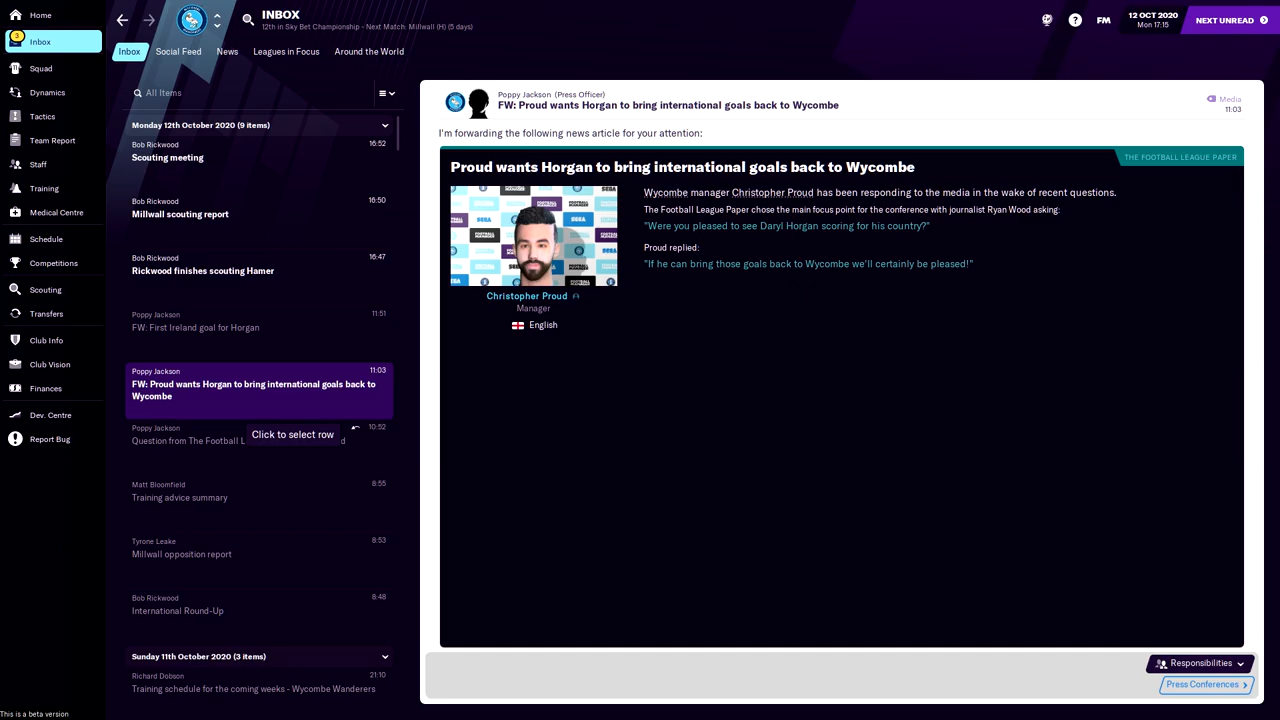 Home
3
Inbox
Squad
Dynamics
Tactics
Team Report
Staff
Training
Medical Centre
Schedule
Competitions
Scouting
Transfers
Club Info
Club Vision
Finances
Dev. Centre
Report Bug
This is a beta version
INBOX
12th in Sky Bet Championship - Next Match: Millwall (H) (5 days)
FM
12 OCT 2020
Mon 17:15
NEXT UNREAD
Inbox
Social Feed
News
Leagues in Focus
Around the World
All Items
Monday 12th October 2020 (9 items)
Bob Rickwood 16:52
Scouting meeting
Bob Rickwood 16:50
Millwall scouting report
Bob Rickwood 16:47
Rickwood finishes scouting Hamer
Poppy Jackson 11:51
FW: First Ireland goal for Horgan
Poppy Jackson 11:03
FW: Proud wants Horgan to bring international goals back to
Wycombe
Poppy Jackson 10:52
Question from The Football L
Click to select row
Matt Bloomfield 8:55
Training advice summary
Tyrone Leake 8:53
Millwall opposition report
Bob Rickwood 8:48
International Round-Up
Sunday 11th October 2020 (3 items)
Richard Dobson 21:10
Training schedule for the coming weeks - Wycombe Wanderers
Poppy Jackson (Press Officer)
FW: Proud wants Horgan to bring international goals back to Wycombe
Media
11:03
I'm forwarding the following news article for your attention:
THE FOOTBALL LEAGUE PAPER
Proud wants Horgan to bring international goals back to Wycombe
SEGA
Christopher Proud
Manager
English
Wycombe manager Christopher Proud has been responding to the media in the wake of recent questions.
The Football League Paper chose the main focus point for the conference with journalist Ryan Wood asking:
"Were you pleased to see Daryl Horgan scoring for his country?"
Proud replied:
"If he can bring those goals back to Wycombe we'll certainly be pleased!"
Responsibilities
Press Conferences